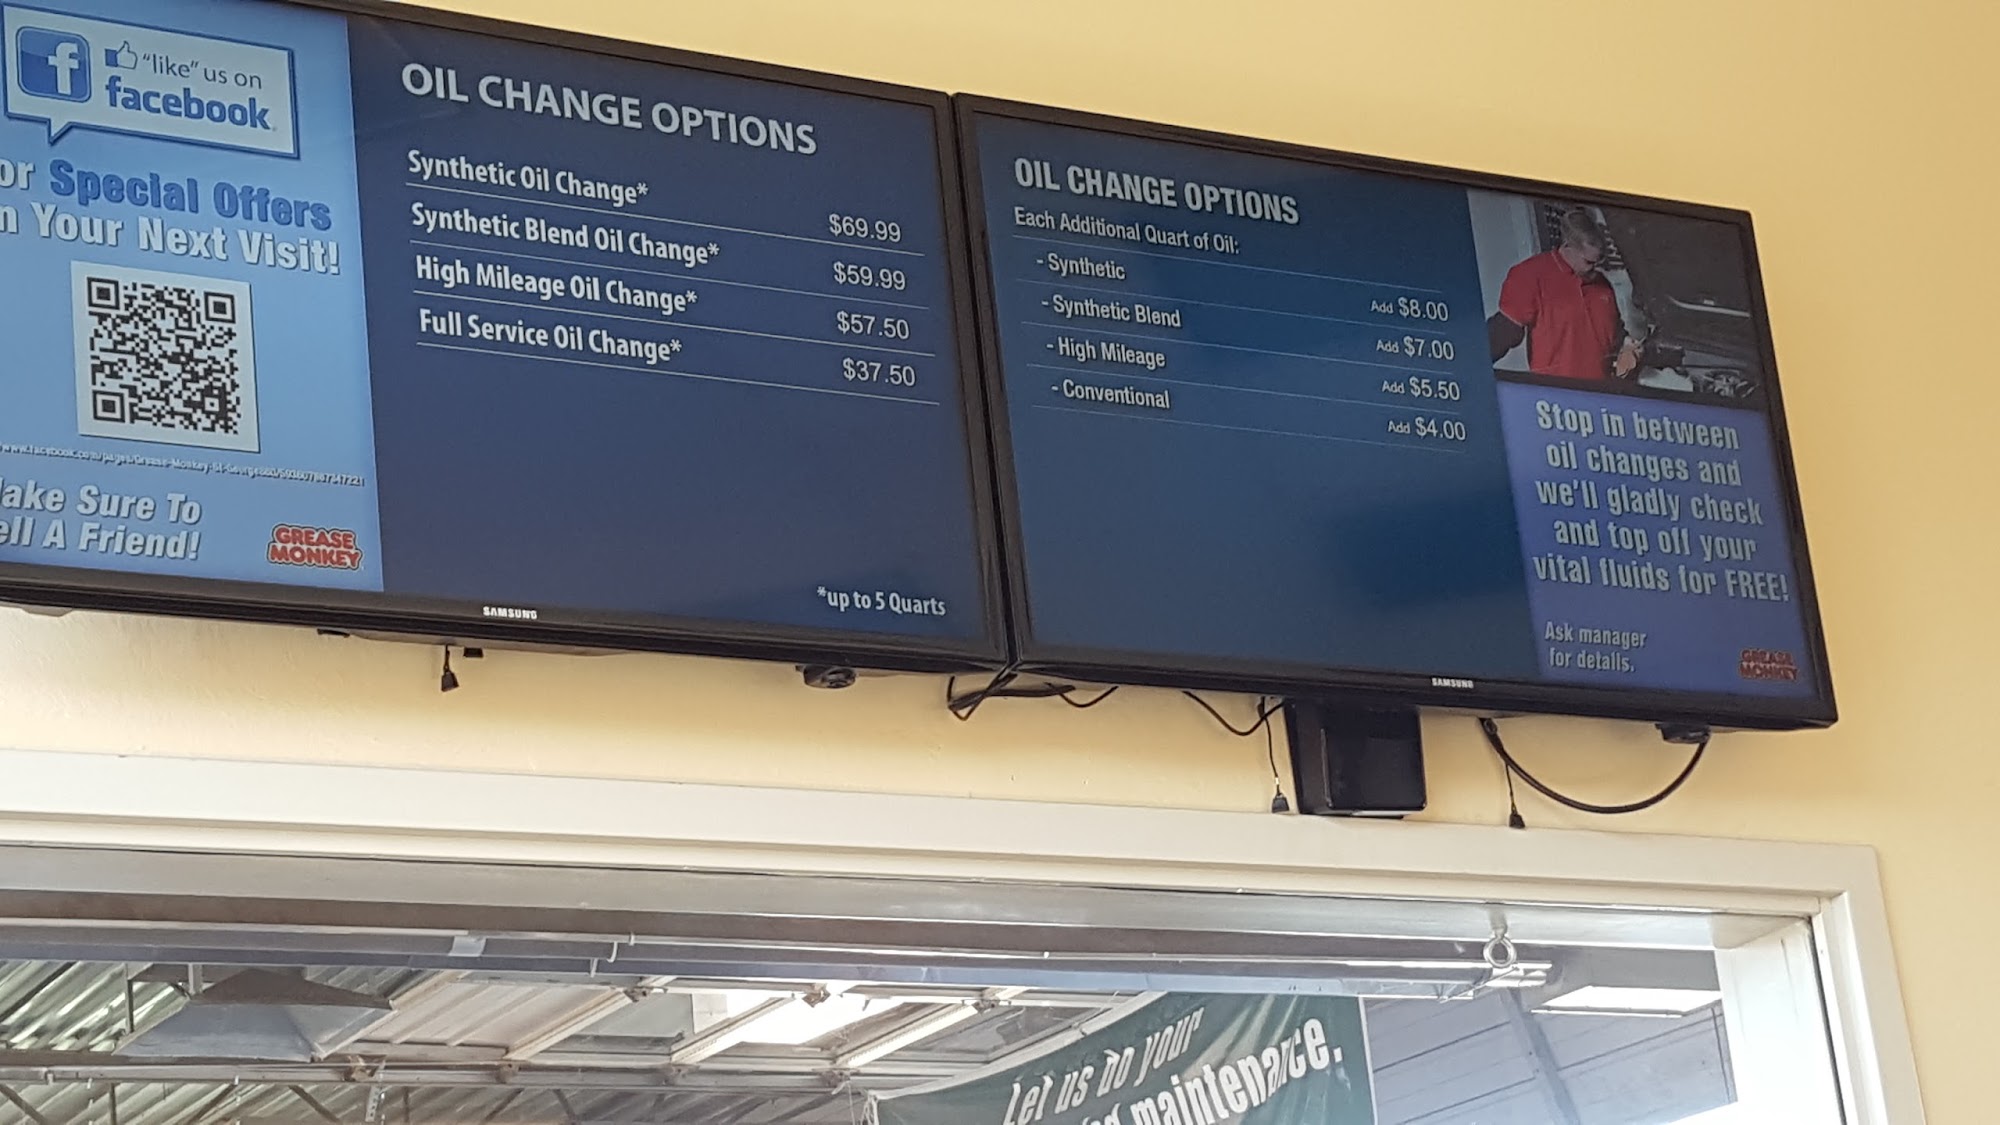 "like" us on
facebook
or Special Offers
n Your Next Visit!
ake Sure To
ell A Friend!
GREASE
MONKEY
OIL CHANGE OPTIONS
Synthetic Oil Change* $69.99
Synthetic Blend Oil Change* $59.99
High Mileage Oil Change* $57.50
Full Service Oil Change* $37.50
*up to 5 Quarts
SAMSUNG
OIL CHANGE OPTIONS
Each Additional Quart of Oil:
- Synthetic Add $8.00
- Synthetic Blend Add $7.00
- High Mileage Add $5.50
- Conventional Add $4.00
Stop in between
oil changes and
we'll gladly check
and top off your
vital fluids for FREE!
Ask manager
for details.
GREASE
MONKEY
SAMSUNG
Let us do your
maintenance.